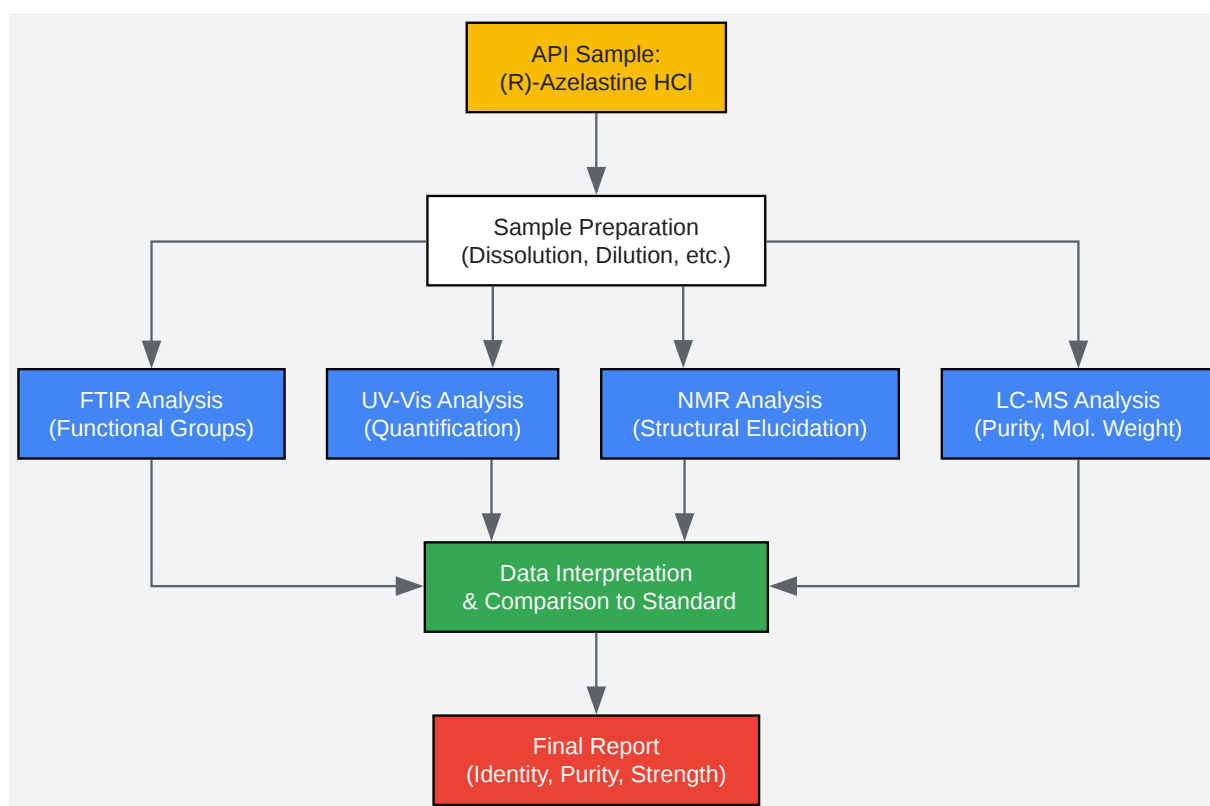 API Sample:
(R)-Azelastine HCl
Sample Preparation
(Dissolution, Dilution, etc.)
FTIR Analysis
(Functional Groups)
UV-Vis Analysis
(Quantification)
NMR Analysis
(Structural Elucidation)
LC-MS Analysis
(Purity, Mol. Weight)
Data Interpretation
& Comparison to Standard
Final Report
(Identity, Purity, Strength)